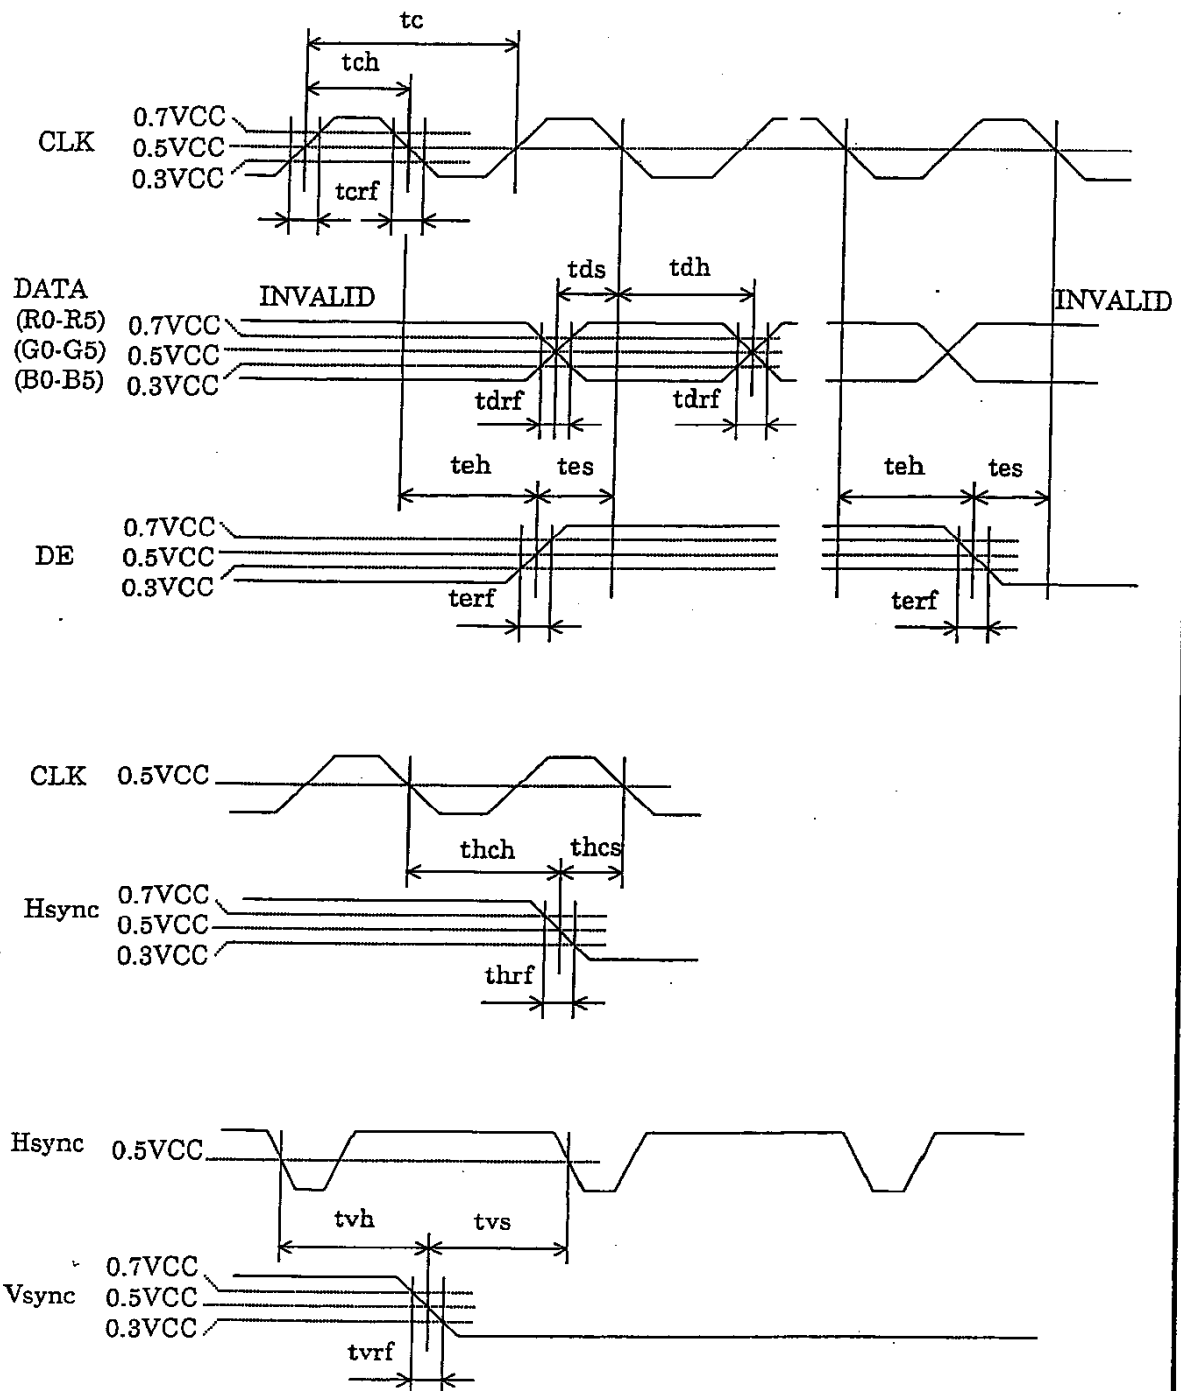 tc
tch
0.7VCC
CLK 0.5VCC
0.3VCC
tcrf
tds tdh
DATA INVALID INVALID
(R0-R5) 0.7VCC
(G0-G5) 0.5VCC
(B0-B5) 0.3VCC
tdrf tdrf
teh tes teh tes
0.7VCC
DE 0.5VCC
0.3VCC
terf terf
CLK 0.5VCC
thch thcs
0.7VCC
Hsync 0.5VCC
0.3VCC
thrf
Hsync 0.5VCC
tvh tvs
0.7VCC
Vsync 0.5VCC
0.3VCC
tvrf